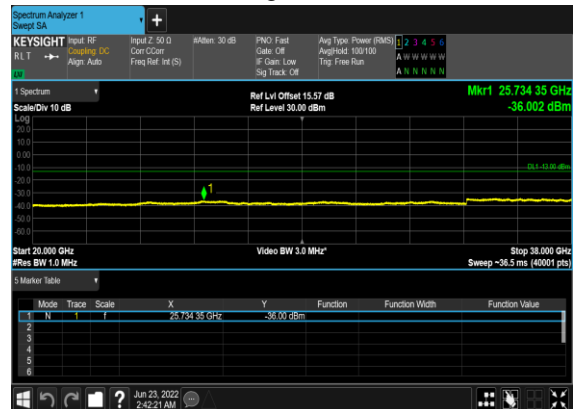 Spectrum Analyzer 1
Swept SA
+
KEYSIGHT Input: RF Input Z: 50 Ω #Atten: 30 dB PNO: Fast Avg Type: Power (RMS) 1 2 3 4 5 6
RLT Coupling: DC Corr CCorr Gate: Off Avg|Hold: 100/100 A W W W W W
Align: Auto Freq Ref: Int (S) IF Gain: Low Trig: Free Run
Sig Track: Off A N N N N N
1 Spectrum Ref Lvl Offset 15.57 dB Mkr1 25.734 35 GHz
Scale/Div 10 dB Ref Level 30.00 dBm -36.002 dBm
Log
20.0
10.0
0.00
-10.0
DL1 -13.00 dBm
-20.0
1
-30.0
-40.0
-50.0
-60.0
Start 20.000 GHz Video BW 3.0 MHz* Stop 38.000 GHz
#Res BW 1.0 MHz Sweep ~36.5 ms (40001 pts)
5 Marker Table
Mode Trace Scale X Y Function Function Width Function Value
1 N 1 f 25.734 35 GHz -36.00 dBm
2
3
4
5
6
? Jun 23, 2022
2:42:21 AM